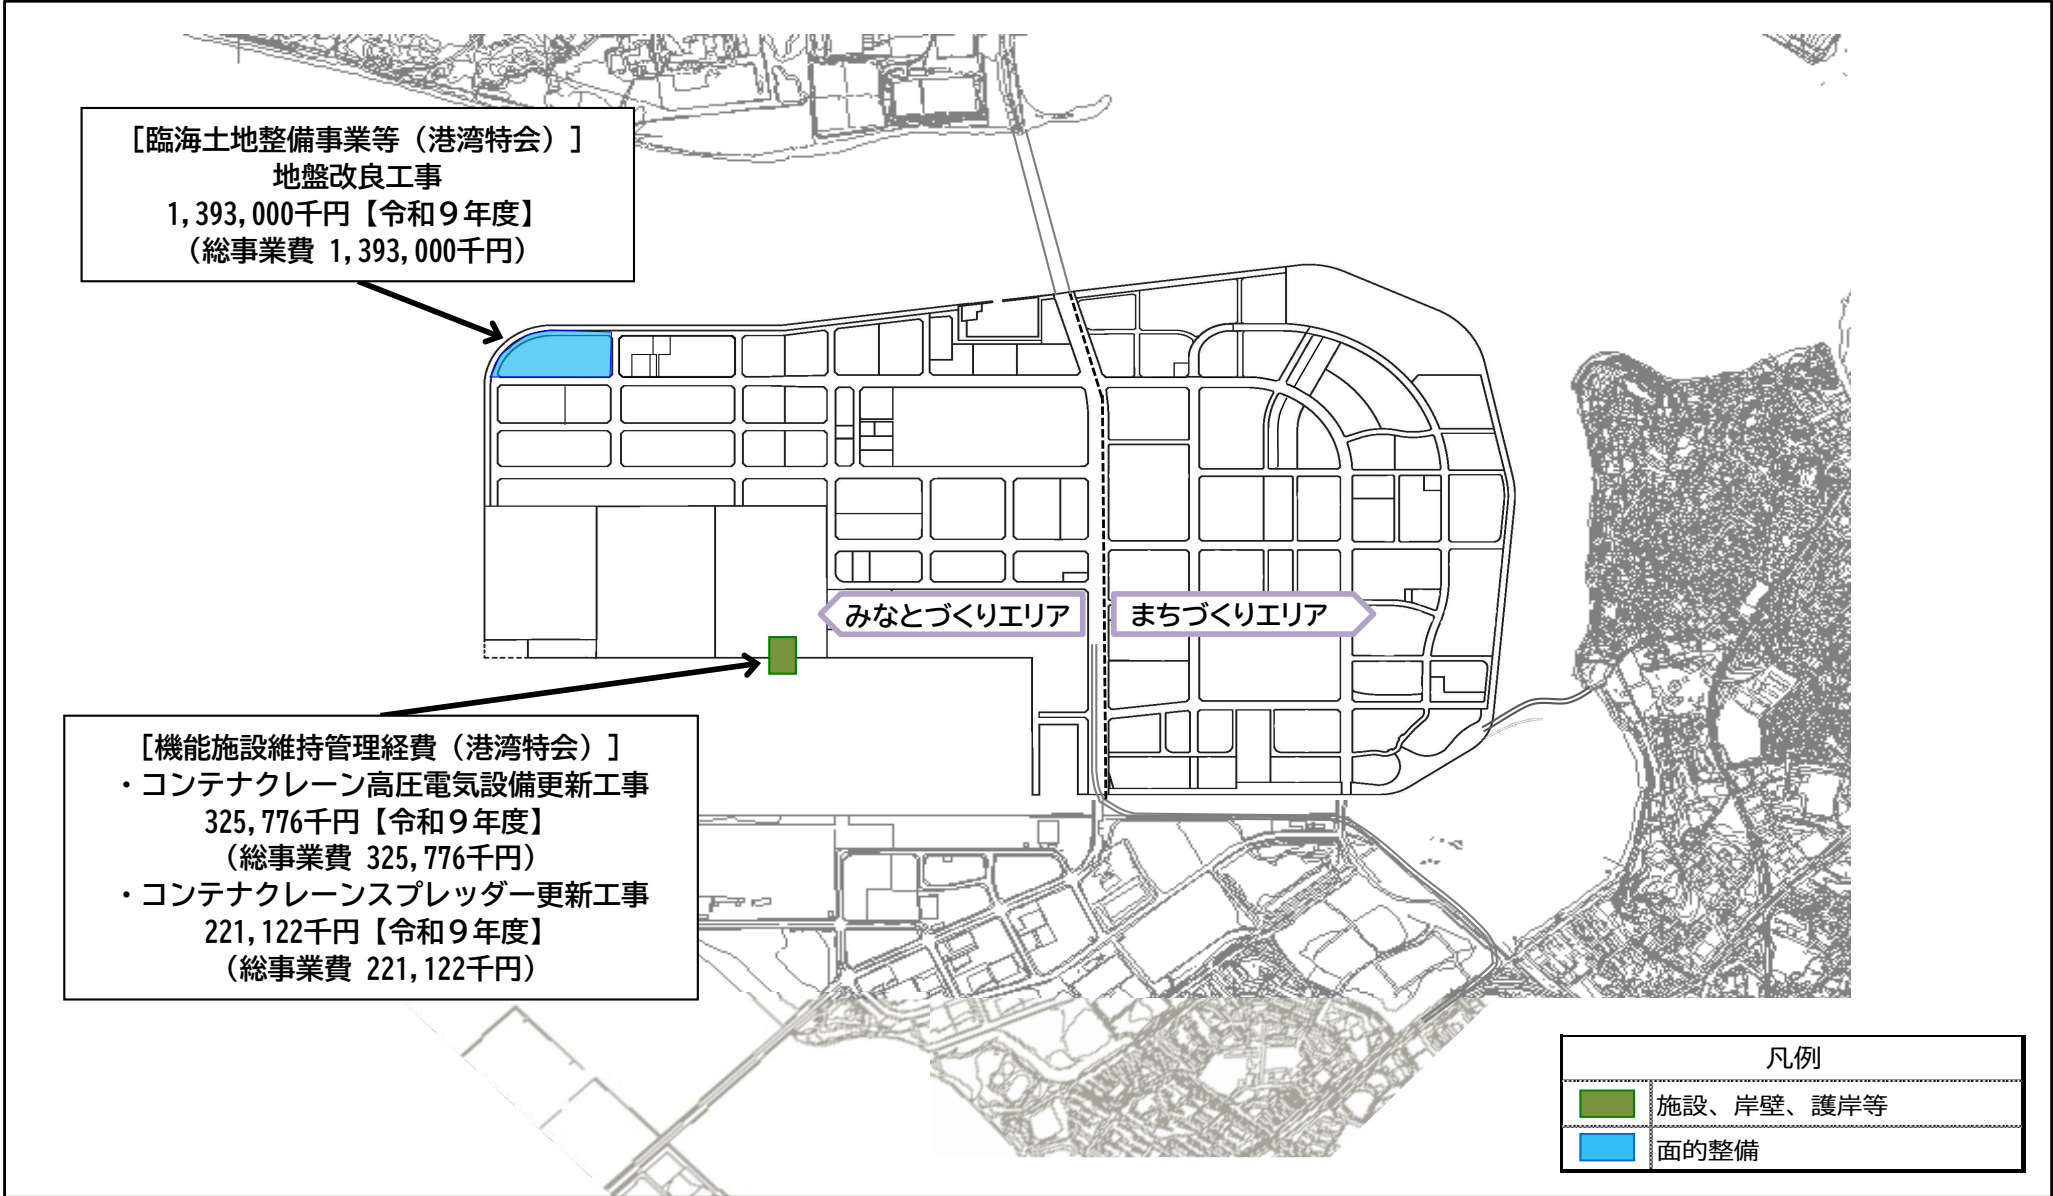 [臨海土地整備事業等（港湾特会）]
地盤改良工事
1,393,000千円【令和９年度】
（総事業費 1,393,000千円）
みなとづくりエリア
まちづくりエリア
[機能施設維持管理経費（港湾特会）]
・コンテナクレーン高圧電気設備更新工事
325,776千円【令和９年度】
（総事業費 325,776千円）
・コンテナクレーンスプレッダー更新工事
221,122千円【令和９年度】
（総事業費 221,122千円）
凡例
施設、岸壁、護岸等
面的整備